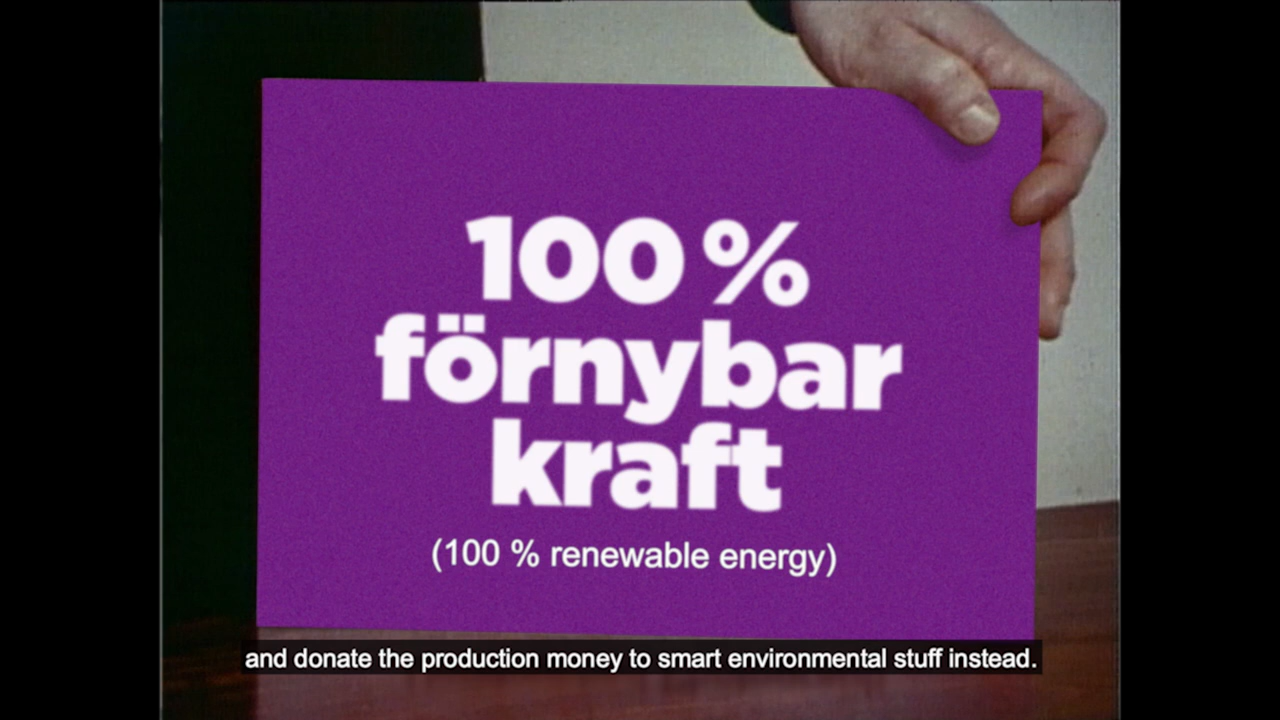 100 %
förnybar
kraft
(100 % renewable energy)
and donate the production money to smart environmental stuff instead.